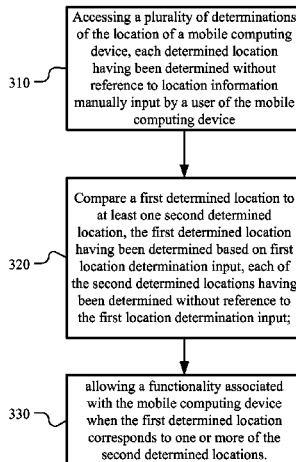 Accessing a plurality of determinations
of the location of a mobile computing
device, each determined location
having been determined without
reference to location information
manually input by a user of the mobile
computing device
310
Compare a first determined location to
at least one second determined
location, the first determined location
having been determined based on
first location determination input, each of
the second determined locations having
been determined without reference to
the first location determination input;
320
allowing a functionality associated
with the mobile computing device
when the first determined location
corresponds to one or more of the
second determined locations.
330